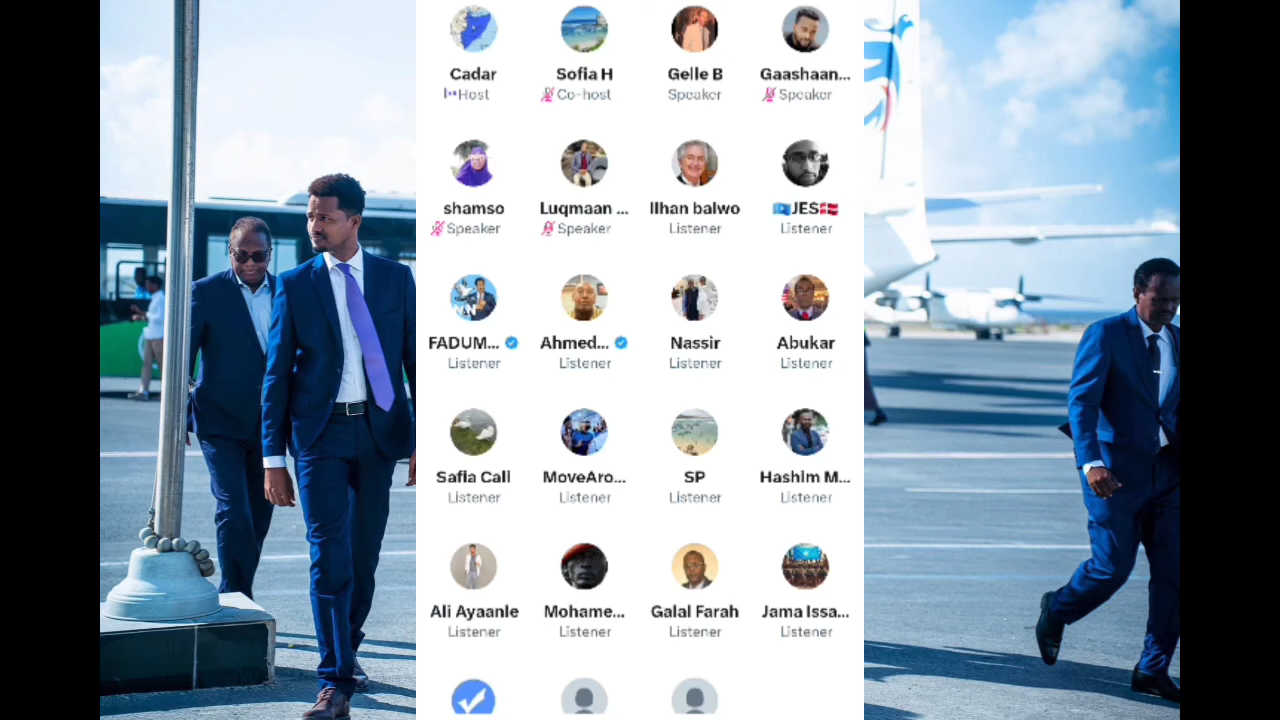 Cadar Sofia H Gelle B Gaashaan...
Host Co-host Speaker Speaker
shamso Luqmaan ... Ilhan balwo JES
Speaker Speaker Listener Listener
FADUM... Ahmed... Nassir Abukar
Listener Listener Listener Listener
Safia Cali MoveAro... SP Hashim M...
Listener Listener Listener Listener
Ali Ayaanle Mohame... Galal Farah Jama Issa...
Listener Listener Listener Listener